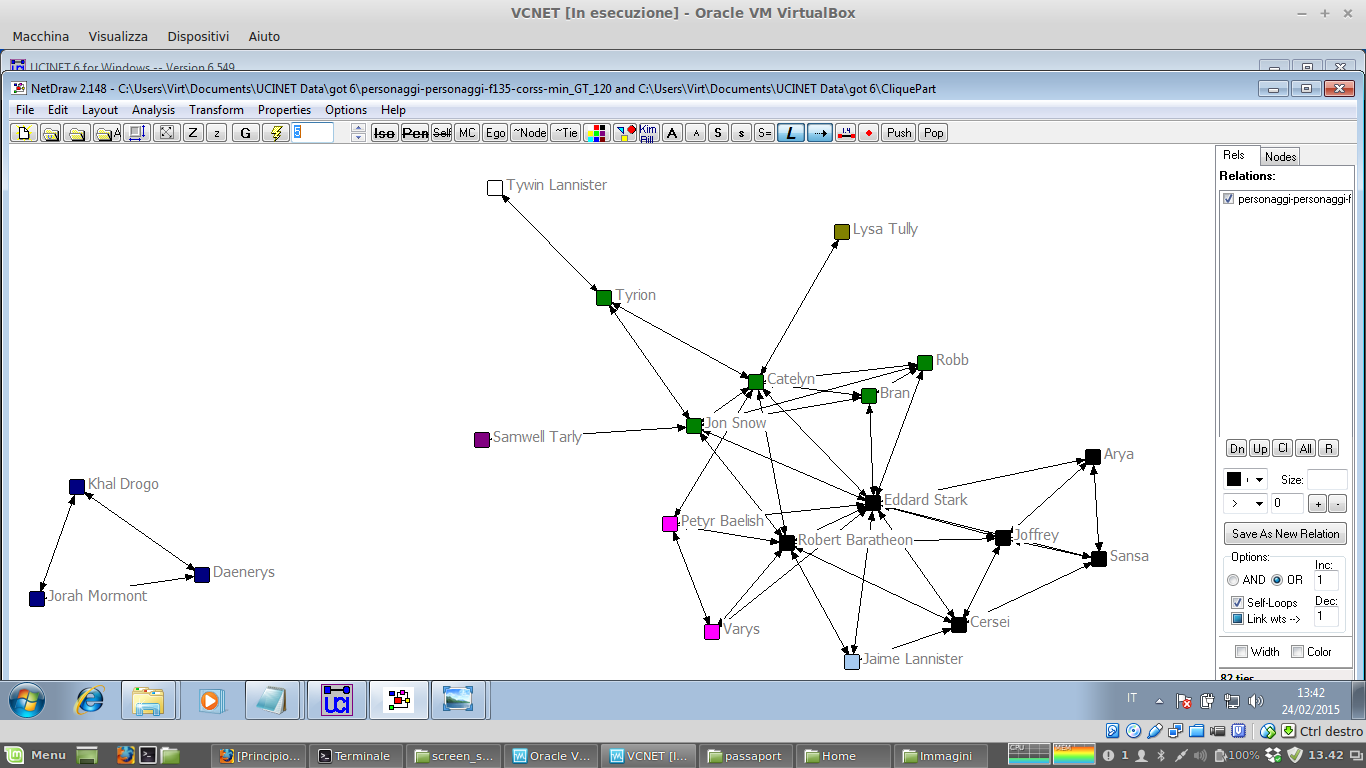 VCNET [In esecuzione] - Oracle VM VirtualBox
Macchina Visualizza Dispositivi Aiuto
UCINET 6 for Windows -- Version 6.549
NetDraw 2.148 - C:\Users\Virt\Documents\UCINET Data\got 6\personaggi-personaggi-f135-corss-min_GT_120 and C:\Users\Virt\Documents\UCINET Data\got 6\CliquePart
File Edit Layout Analysis Transform Properties Options Help
A Z z G 5 Iso Pen Self MC Ego ~Node ~Tie Kim Bill A A S s S= L Push Pop
Rels Nodes
Relations:
personaggi-personaggi-f
Tywin Lannister
Lysa Tully
Tyrion
Robb
Catelyn
Bran
Jon Snow
Samwell Tarly
Arya
Khal Drogo
Eddard Stark
Petyr Baelish
Joffrey
Robert Baratheon
Sansa
Daenerys
Jorah Mormont
Cersei
Varys
Jaime Lannister
Dn Up Cl All R
Size:
> 0 + -
Save As New Relation
Options:
Inc:
AND OR 1
Self-Loops Dec:
Link wts --> 1
Width Color
82 ties
UCI
IT 13:42
24/02/2015
Ctrl destro
Menu [Principio... Terminale screen_s... Oracle V... VCNET [I... passaport Home Immagini CPU MEM 1 100% 13.42